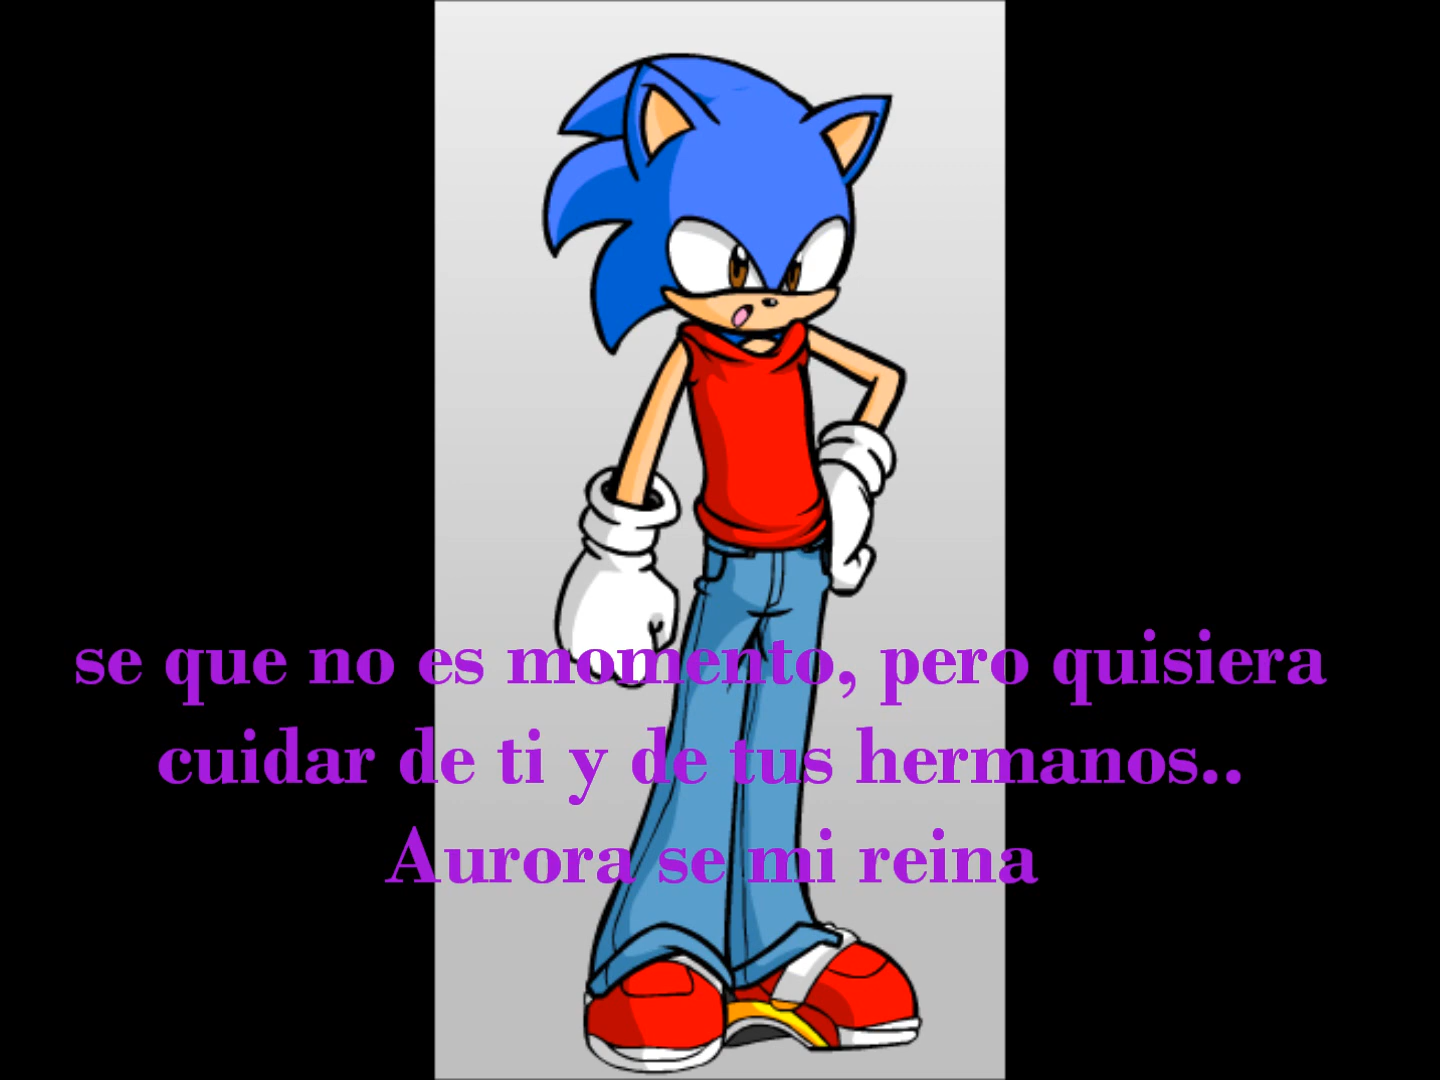 se que no es momento, pero quisiera
cuidar de ti y de tus hermanos..
Aurora se mi reina